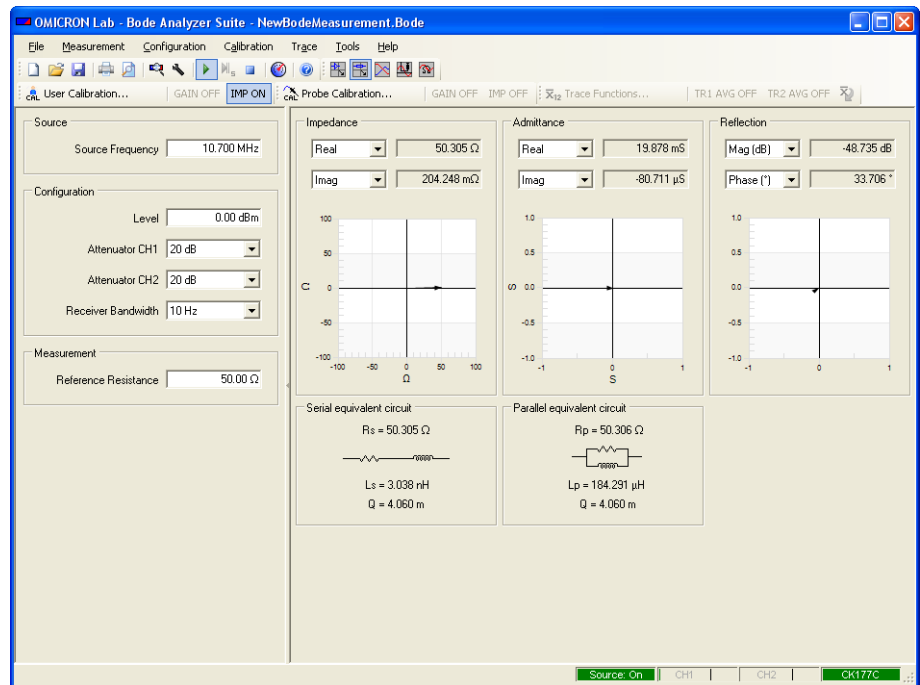 OMICRON Lab - Bode Analyzer Suite - NewBodeMeasurement.Bode
File Measurement Configuration Calibration Trace Tools Help
CAL User Calibration... GAIN OFF IMP ON CAL Probe Calibration... GAIN OFF IMP OFF X12 Trace Functions... TR1 AVG OFF TR2 AVG OFF
Source
Source Frequency 10.700 MHz
Configuration
Level 0.00 dBm
Attenuator CH1 20 dB
Attenuator CH2 20 dB
Receiver Bandwidth 10 Hz
Measurement
Reference Resistance 50.00 Ω
Impedance
Real 50.305 Ω
Imag 204.248 mΩ
100
50
Ω 0
-50
-100
-100 -50 0 50 100
Ω
Admittance
Real 19.878 mS
Imag -80.711 µS
1.0
0.5
S 0.0
-0.5
-1.0
-1 0 1
S
Reflection
Mag (dB) -48.735 dB
Phase (°) 33.706 °
1.0
0.5
0.0
-0.5
-1.0
-1 0 1
Serial equivalent circuit
Rs = 50.305 Ω
Ls = 3.038 nH
Q = 4.060 m
Parallel equivalent circuit
Rp = 50.306 Ω
Lp = 184.291 µH
Q = 4.060 m
Source: On CH1 CH2 CK177C